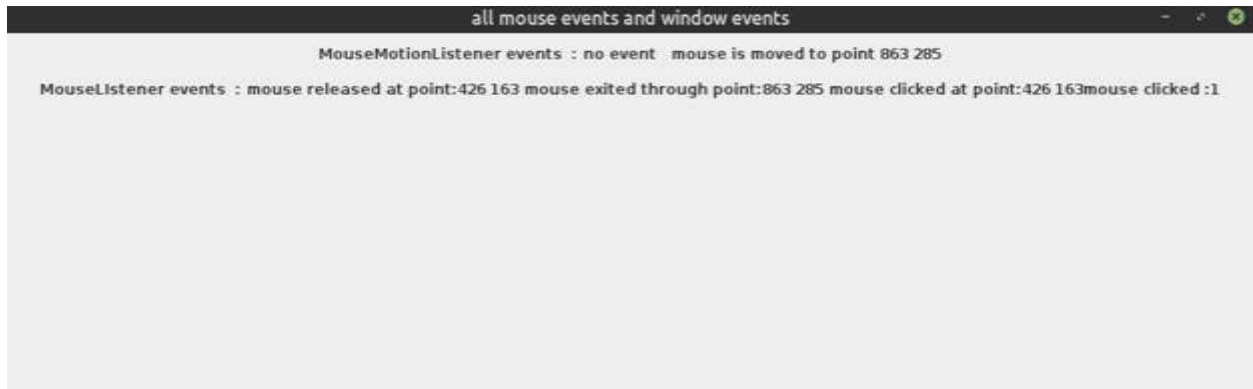 all mouse events and window events
MouseMotionListener events : no event mouse is moved to point 863 285
MouseLIstener events : mouse released at point:426 163 mouse exited through point:863 285 mouse clicked at point:426 163mouse clicked :1